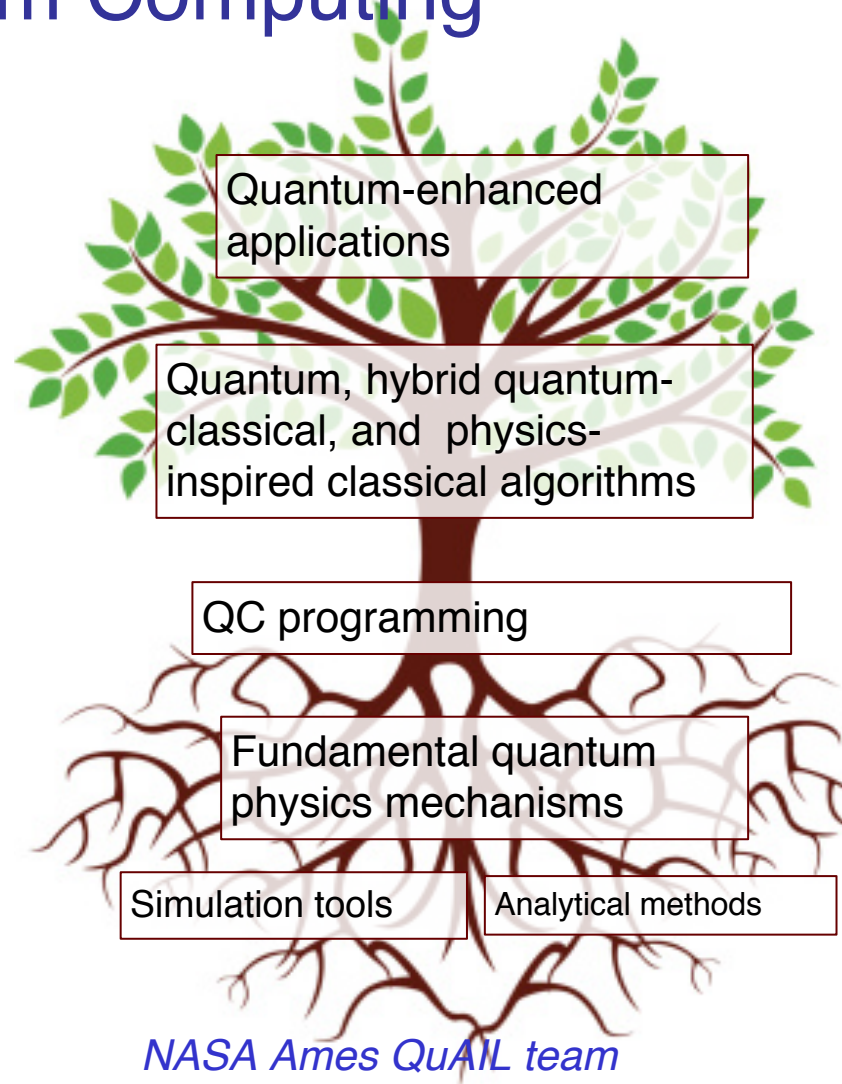 m Computing
Quantum-enhanced
applications
Quantum, hybrid quantum-
classical, and physics-
inspired classical algorithms
QC programming
Fundamental quantum
physics mechanisms
Simulation tools
Analytical methods
NASA Ames QuAIL team